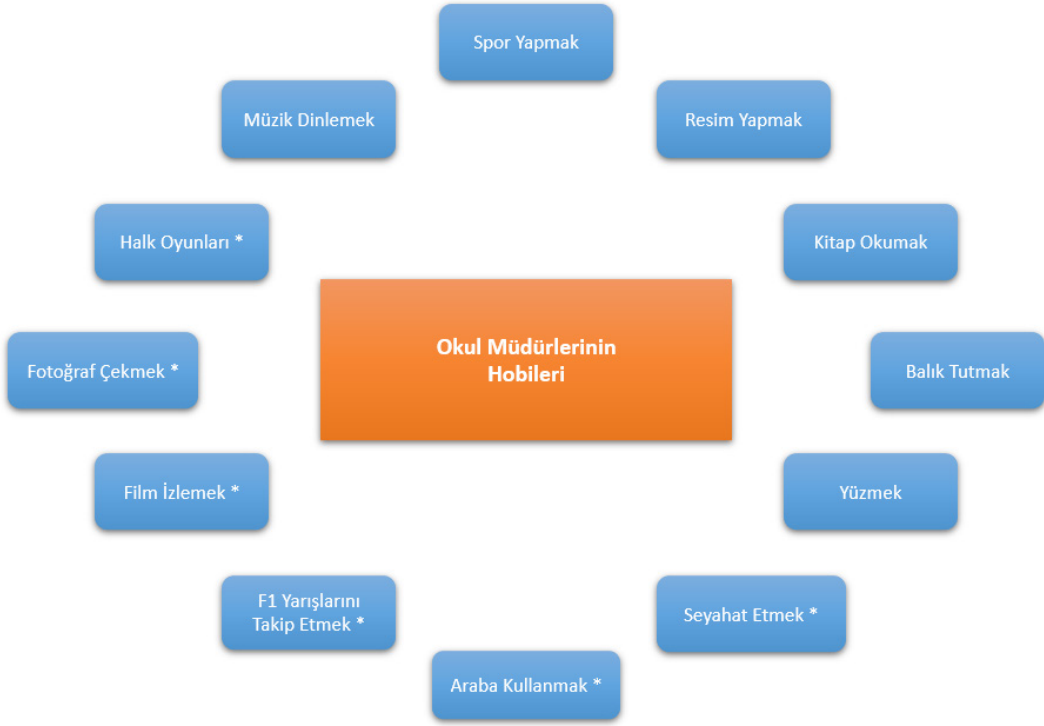 Spor Yapmak
Müzik Dinlemek
Resim Yapmak
Halk Oyunları *
Kitap Okumak
Okul Müdürlerinin
Hobileri
Fotoğraf Çekmek *
Balık Tutmak
Film İzlemek *
Yüzmek
F1 Yarışlarını
Takip Etmek *
Seyahat Etmek *
Araba Kullanmak *